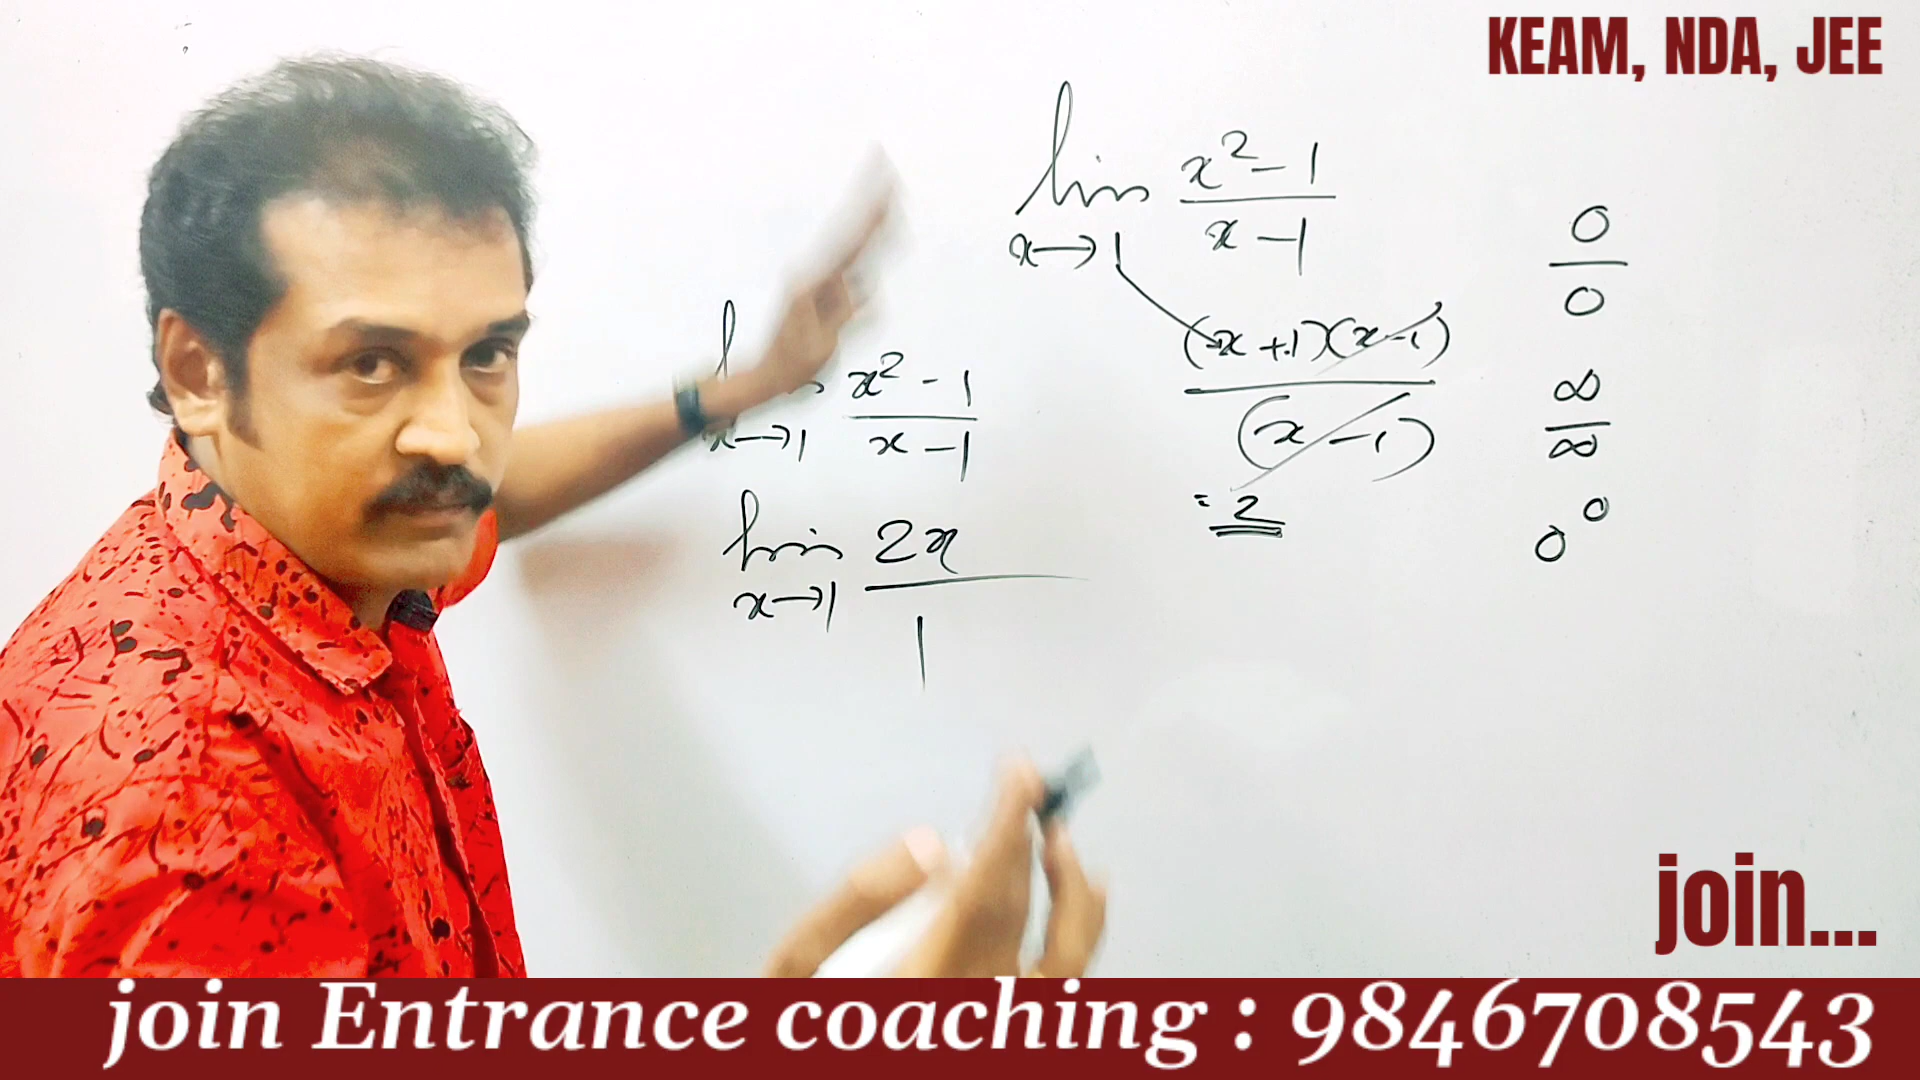 KEAM, NDA, JEE
lim x²-1
x→1 x-1
(x+1)(x-1)
(x-1)
= 2
0
0
∞
∞
0⁰
x²-1
x→1 x-1
lim 2x
x→1 1
join...
join Entrance coaching : 9846708543